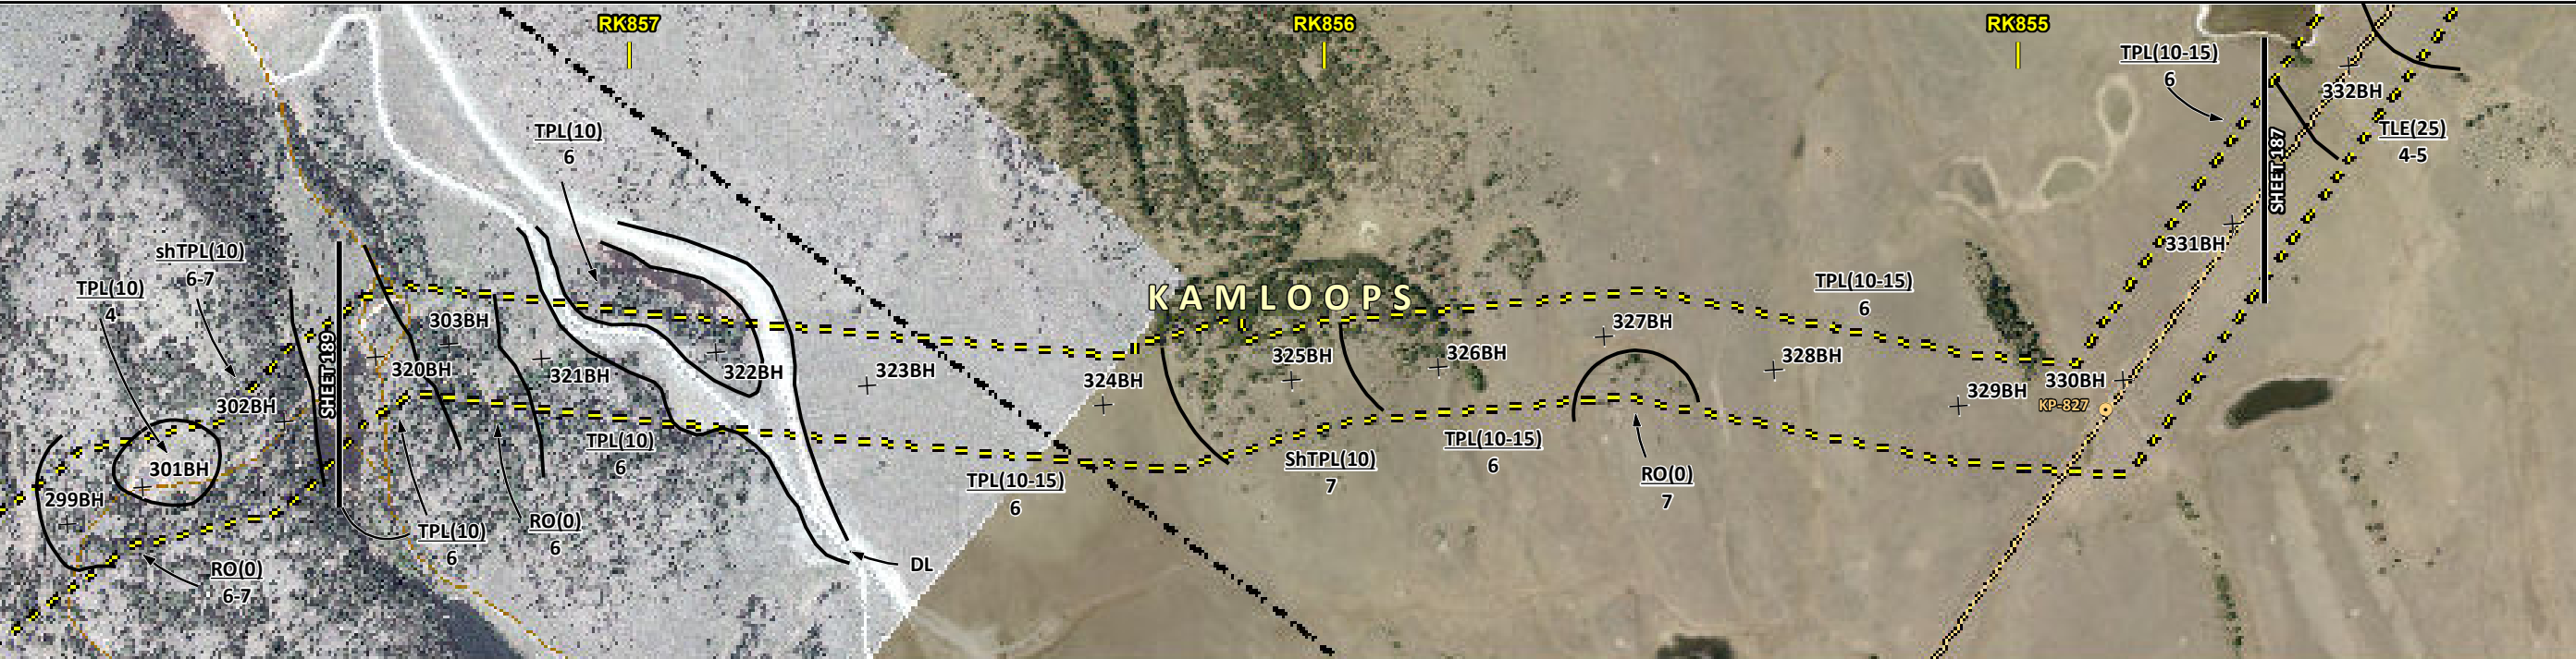 RK857
RK856
RK855
TPL(10-15)
6
332BH
TLE(25)
4-5
SHEET 187
TPL(10)
6
shTPL(10)
6-7
TPL(10)
4
331BH
KAMLOOPS
TPL(10-15)
6
303BH
327BH
SHEET 189
320BH
321BH
322BH
323BH
324BH
325BH
326BH
328BH
329BH
330BH
KP-827
302BH
301BH
299BH
TPL(10)
6
TPL(10-15)
6
ShTPL(10)
7
TPL(10-15)
6
RO(0)
7
TPL(10)
6
RO(0)
6
DL
RO(0)
6-7